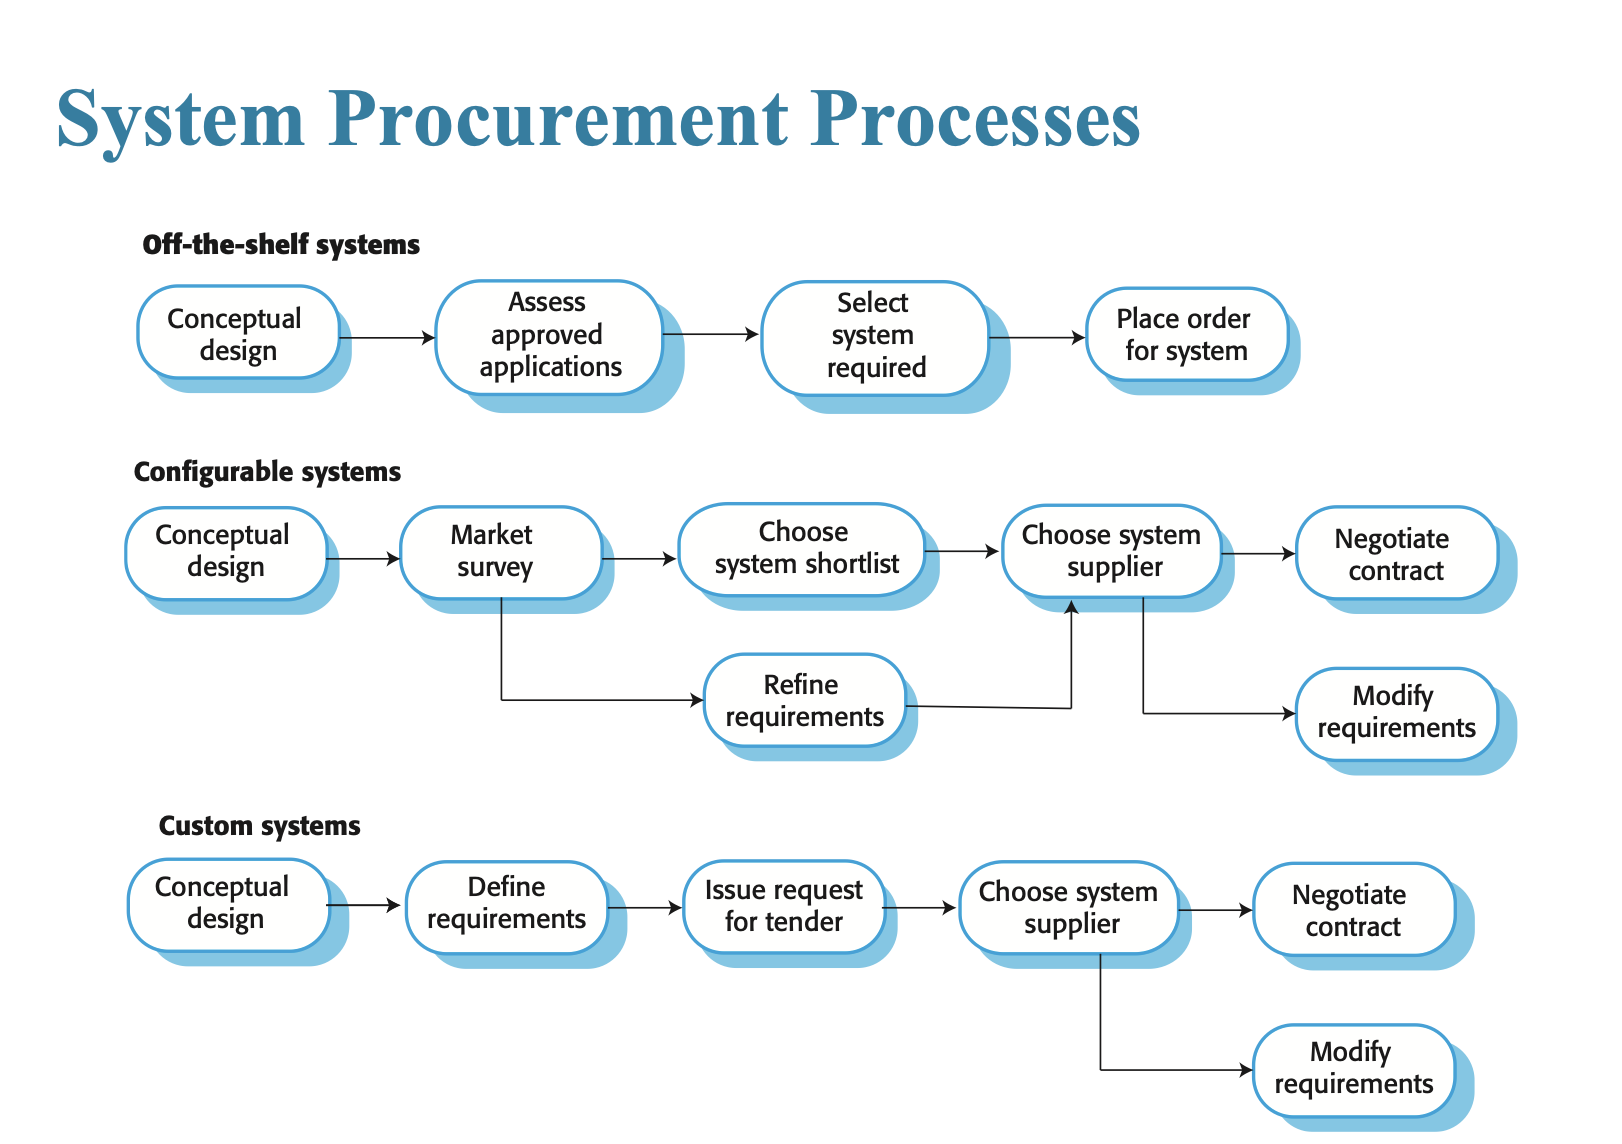 System Procurement Processes
Off-the-shelf systems
Conceptual
design
Assess
approved
applications
Select
system
required
Place order
for system
Configurable systems
Conceptual
design
Market
survey
Choose
system shortlist
Choose system
supplier
Negotiate
contract
Refine
requirements
Modify
requirements
Custom systems
Conceptual
design
Define
requirements
Issue request
for tender
Choose system
supplier
Negotiate
contract
Modify
requirements